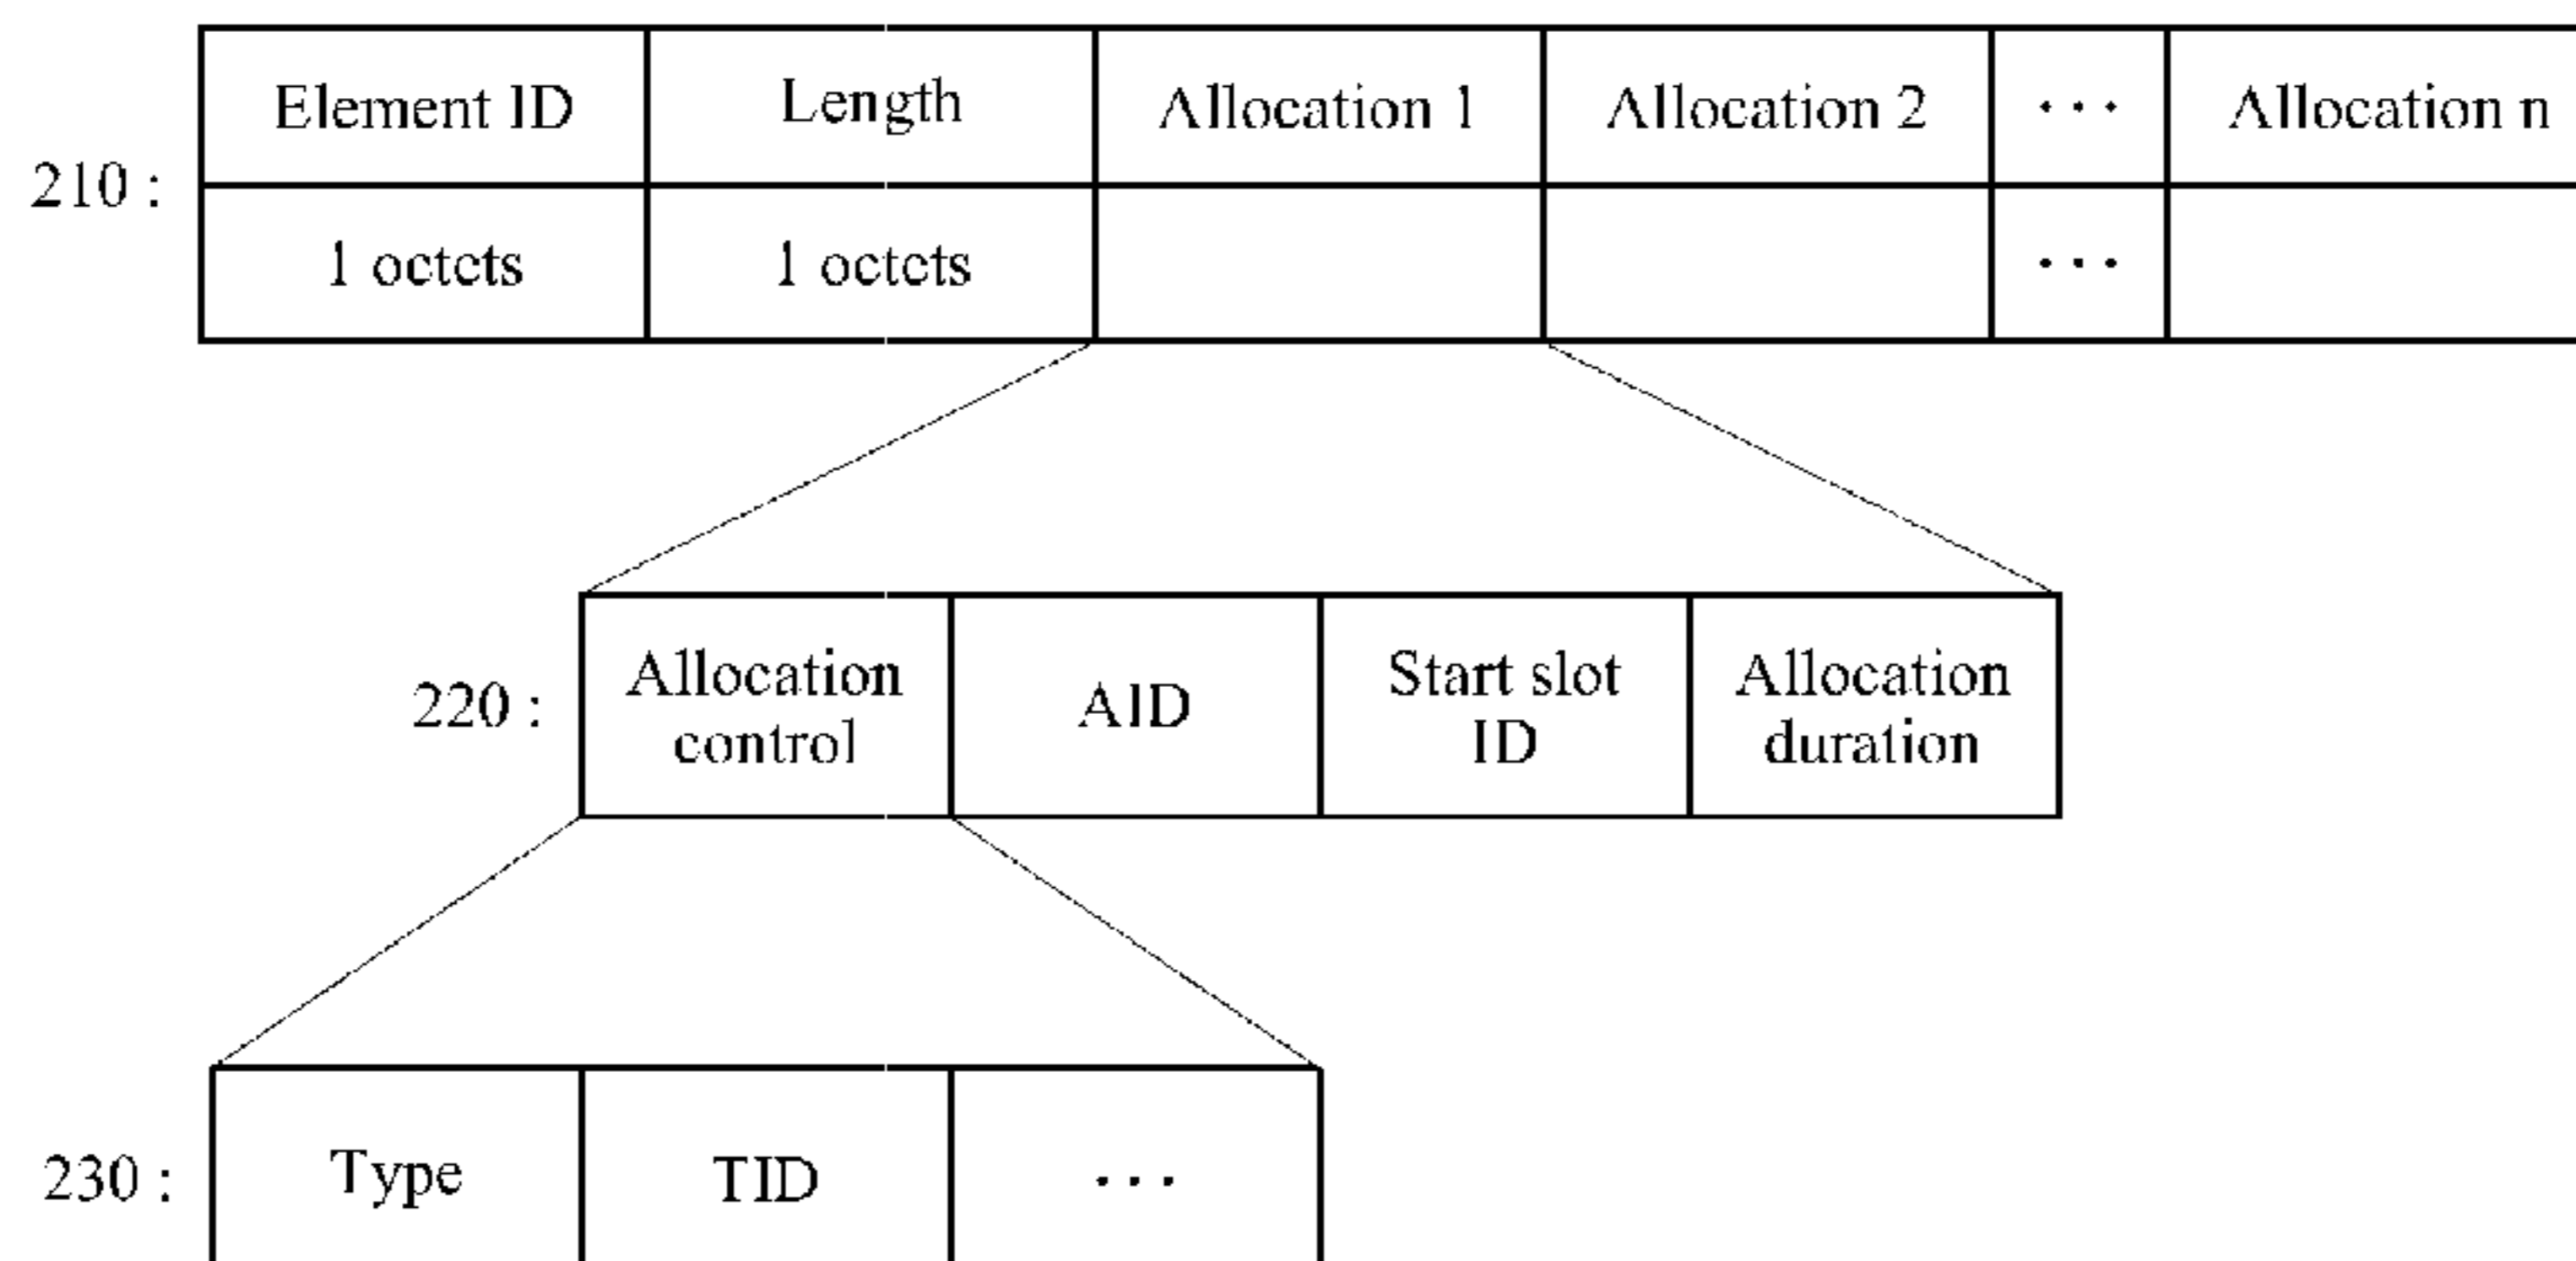 Element ID Length Allocation 1 Allocation 2 ··· Allocation n
210 :
1 octets 1 octets ···
Allocation AID Start slot Allocation
220 :
control ID duration
230 : Type TID ···